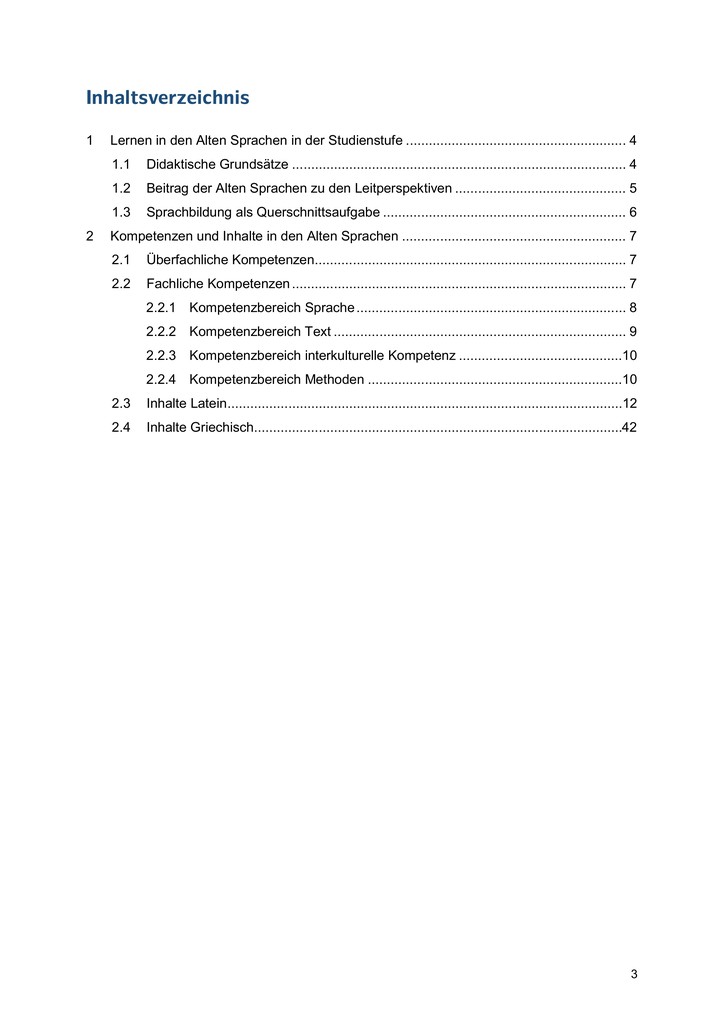 Inhaltsverzeichnis
1 Lernen in den Alten Sprachen in der Studienstufe .......................................................... 4
1.1 Didaktische Grundsätze ........................................................................................ 4
1.2 Beitrag der Alten Sprachen zu den Leitperspektiven ............................................. 5
1.3 Sprachbildung als Querschnittsaufgabe ................................................................ 6
2 Kompetenzen und Inhalte in den Alten Sprachen ........................................................... 7
2.1 Überfachliche Kompetenzen.................................................................................. 7
2.2 Fachliche Kompetenzen ........................................................................................ 7
2.2.1 Kompetenzbereich Sprache ....................................................................... 8
2.2.2 Kompetenzbereich Text ............................................................................. 9
2.2.3 Kompetenzbereich interkulturelle Kompetenz ...........................................10
2.2.4 Kompetenzbereich Methoden ...................................................................10
2.3 Inhalte Latein........................................................................................................12
2.4 Inhalte Griechisch.................................................................................................42
3